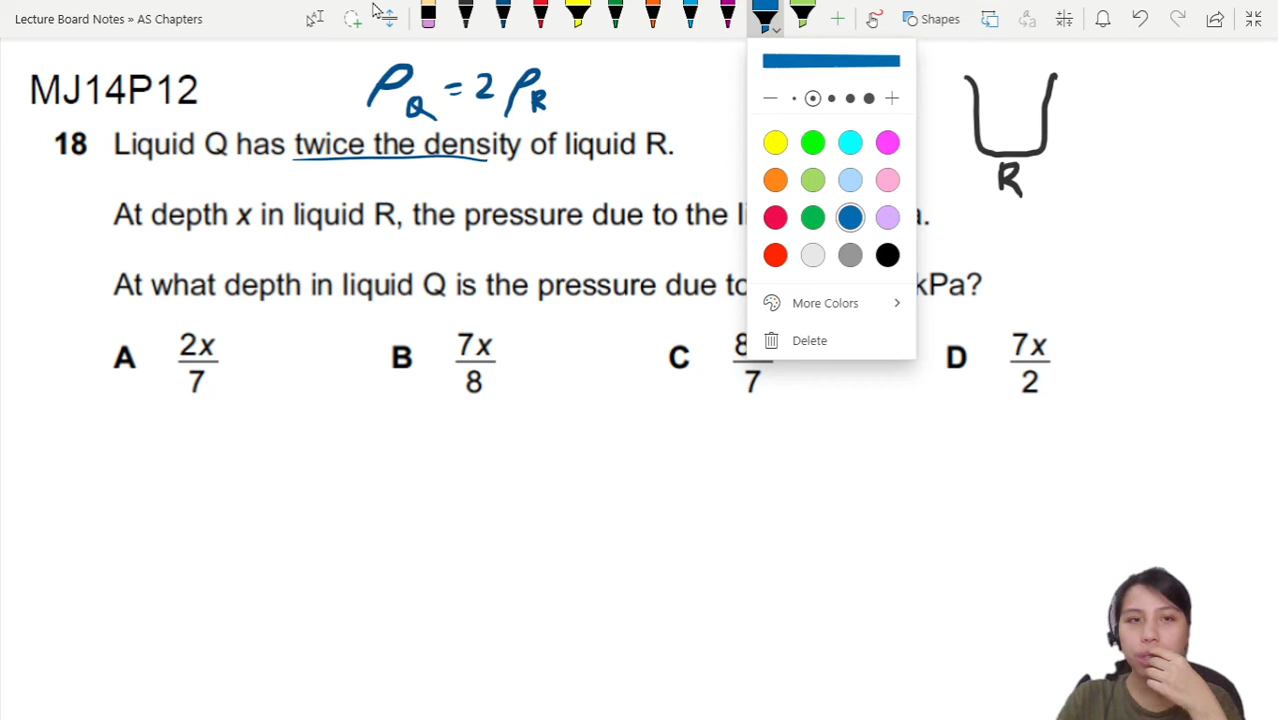 Lecture Board Notes » AS Chapters
Shapes
MJ14P12
ρQ = 2 ρR
18 Liquid Q has twice the density of liquid R.
R
At depth x in liquid R, the pressure due to the a.
At what depth in liquid Q is the pressure due to kPa?
More Colors
Delete
A 2x/7 B 7x/8 C 8/7 D 7x/2